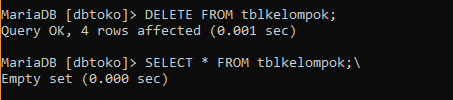 MariaDB [dbtoko]> DELETE FROM tblkelompok;
Query OK, 4 rows affected (0.001 sec)
MariaDB [dbtoko]> SELECT * FROM tblkelompok;\
Empty set (0.000 sec)